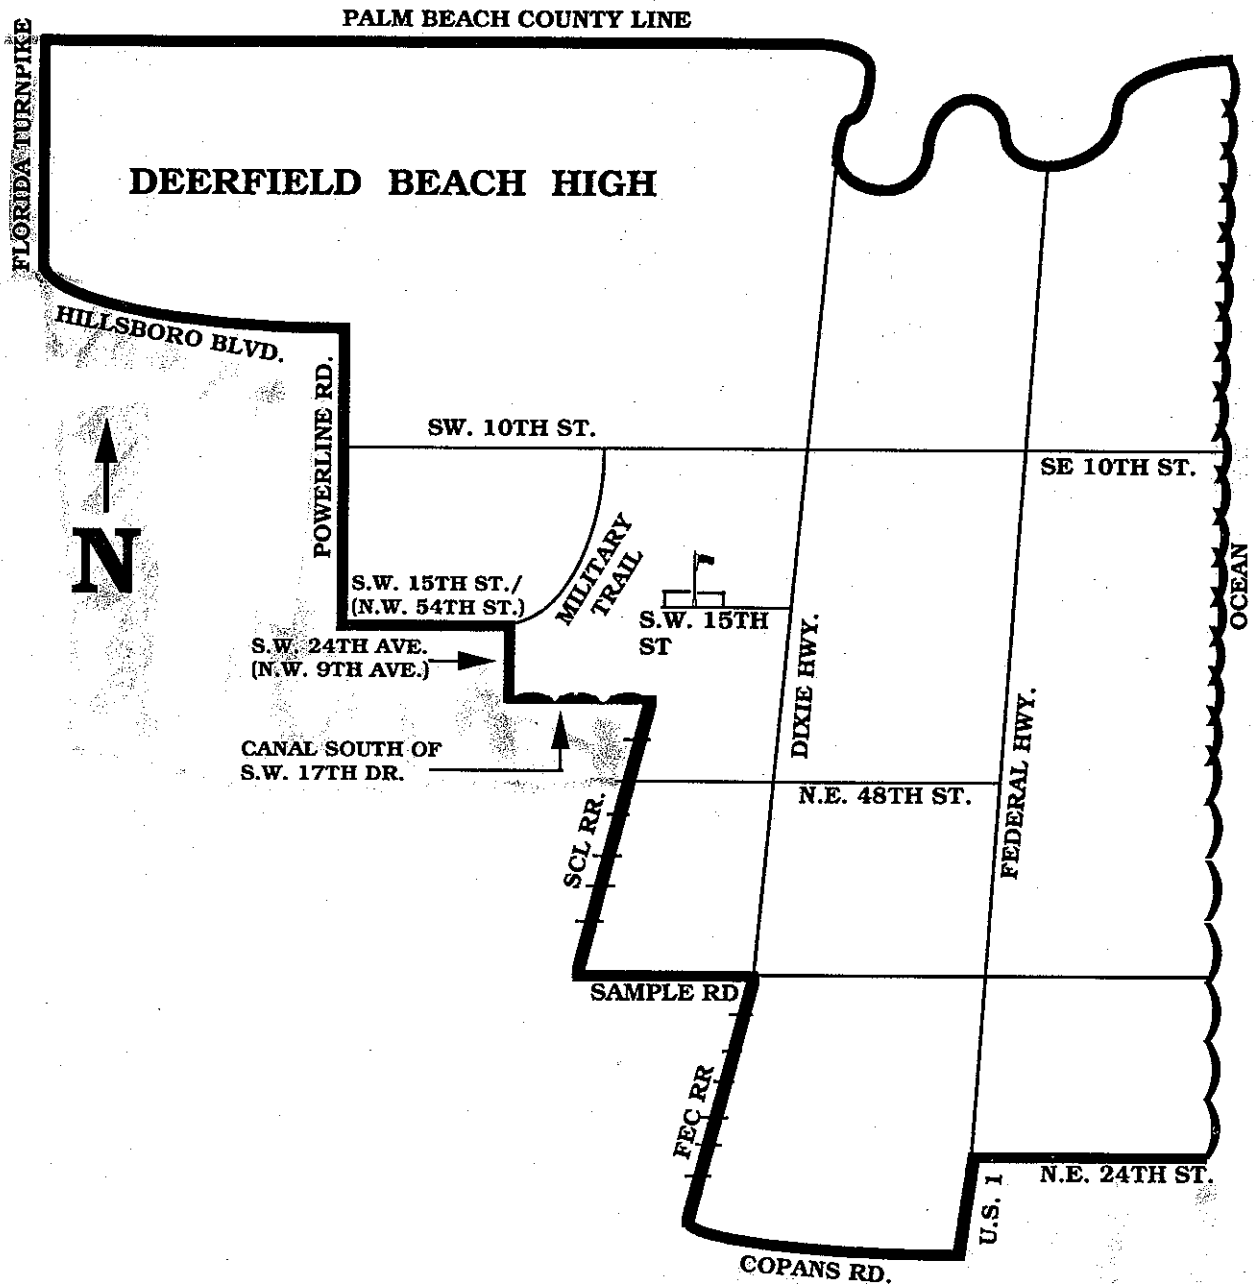 PALM BEACH COUNTY LINE
FLORIDA TURNPIKE
DEERFIELD BEACH HIGH
HILLSBORO BLVD.
POWERLINE RD.
SW. 10TH ST.
SE 10TH ST.
N
MILITARY
TRAIL
S.W. 15TH ST./
(N.W. 54TH ST.)
S.W. 15TH
ST
OCEAN
S.W. 24TH AVE.
(N.W. 9TH AVE.)
DIXIE HWY.
FEDERAL HWY.
CANAL SOUTH OF
S.W. 17TH DR.
N.E. 48TH ST.
SCL RR.
SAMPLE RD
FEC RR
N.E. 24TH ST.
U.S. 1
COPANS RD.